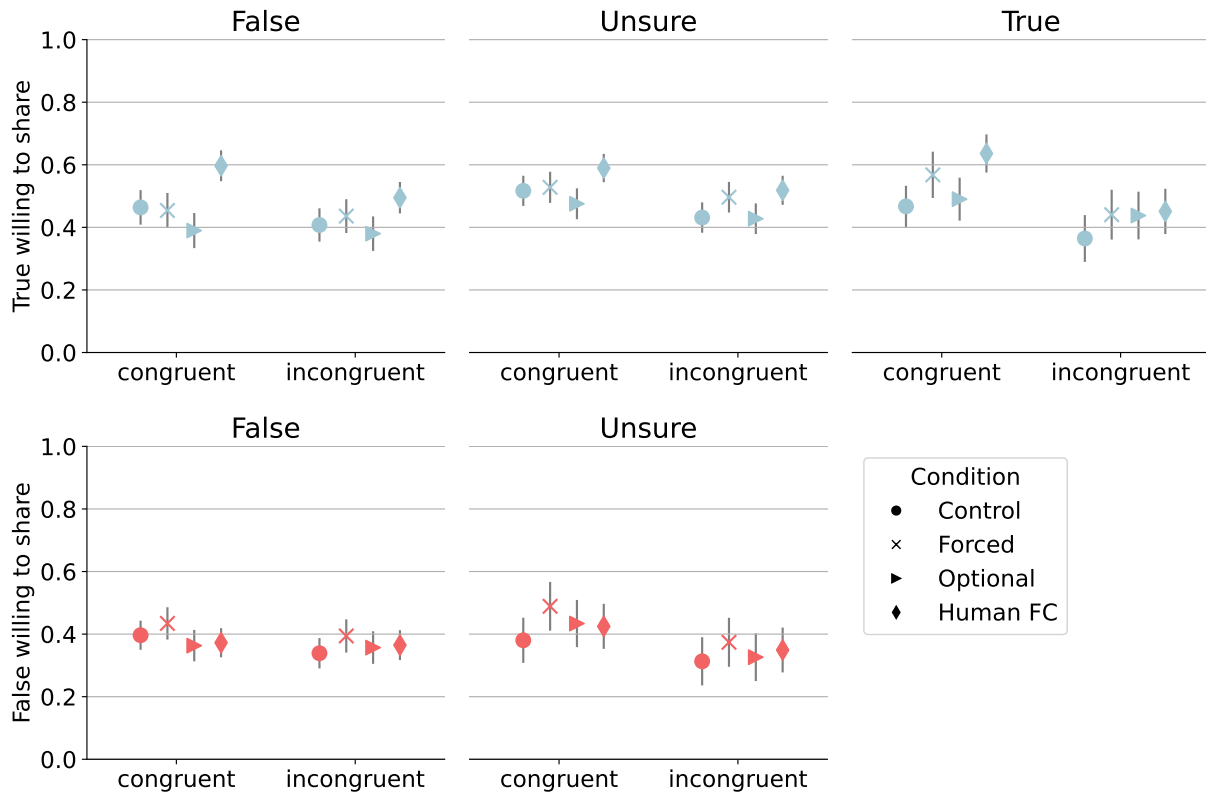 False
Unsure
True
True willing to share
1.0
0.8
0.6
0.4
0.2
0.0
congruent
incongruent
congruent
incongruent
congruent
incongruent
False
Unsure
False willing to share
1.0
0.8
0.6
0.4
0.2
0.0
congruent
incongruent
congruent
incongruent
Condition
Control
Forced
Optional
Human FC